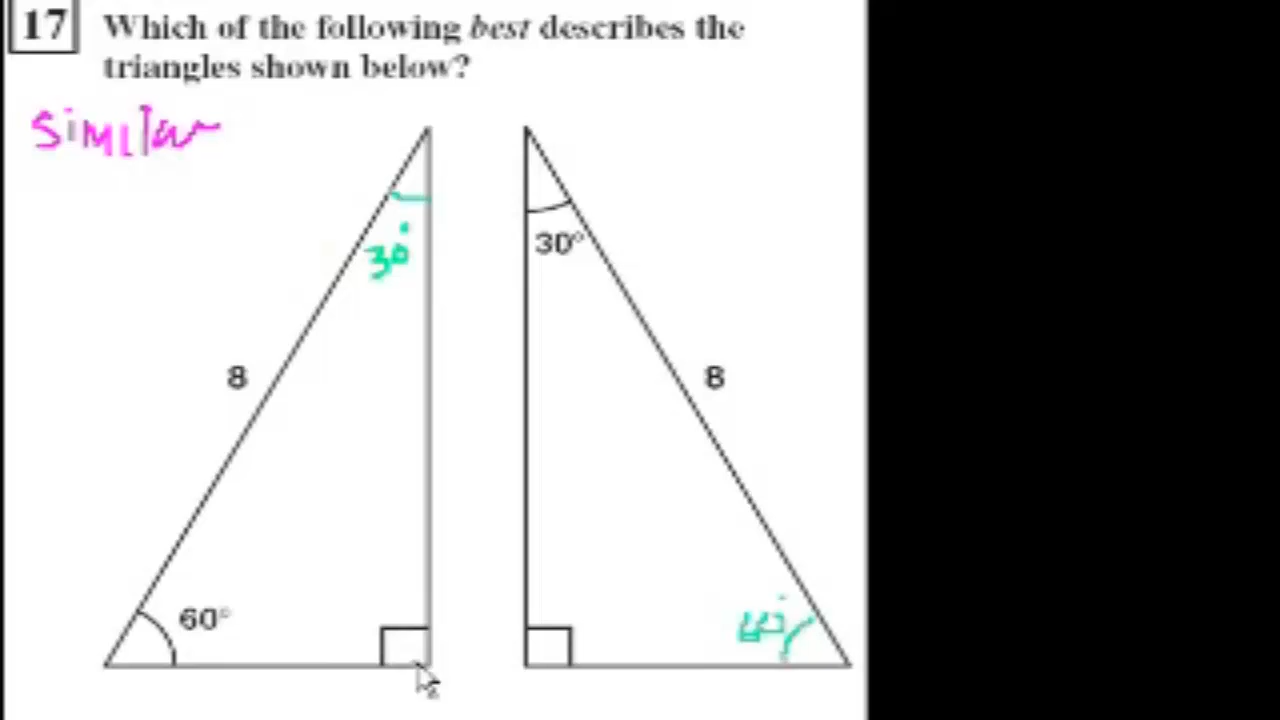 17 Which of the following best describes the
triangles shown below?
similar
30°
30°
8
8
60°
60°